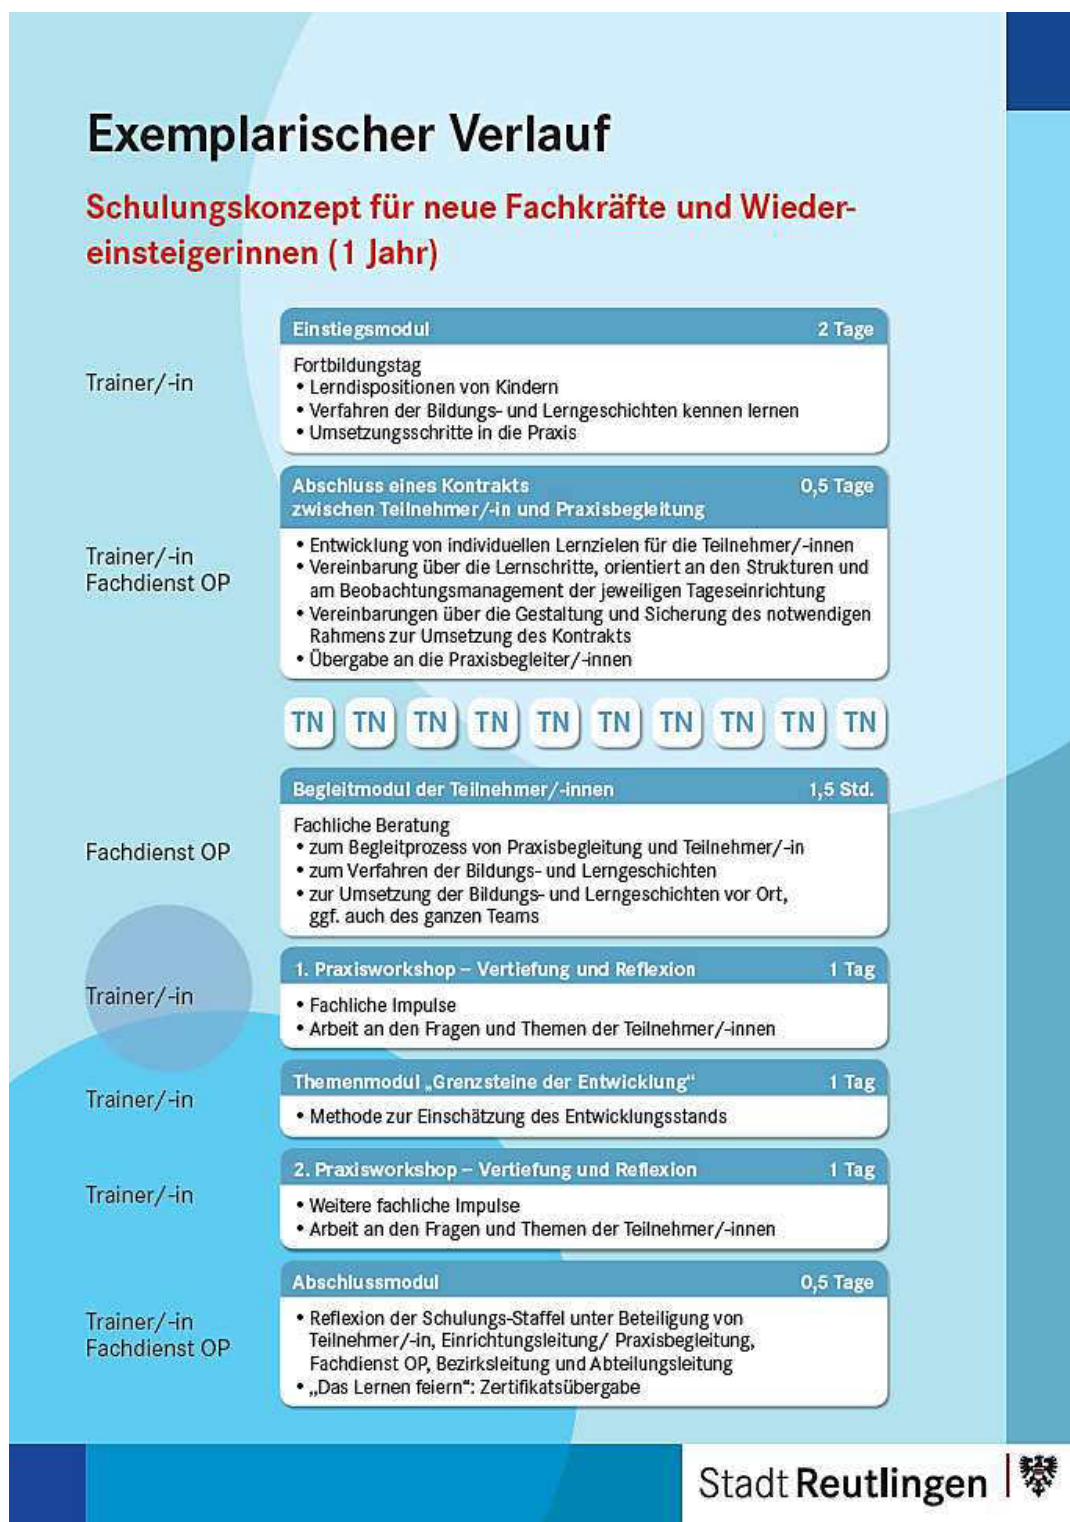 Exemplarischer Verlauf
Schulungskonzept für neue Fachkräfte und Wieder-
einsteigerinnen (1 Jahr)
Trainer/-in
Einstiegsmodul 2 Tage
Fortbildungstag
• Lerndispositionen von Kindern
• Verfahren der Bildungs- und Lerngeschichten kennen lernen
• Umsetzungsschritte in die Praxis
Trainer/-in
Fachdienst OP
Abschluss eines Kontrakts 0,5 Tage
zwischen Teilnehmer/-in und Praxisbegleitung
• Entwicklung von individuellen Lernzielen für die Teilnehmer/-innen
• Vereinbarung über die Lernschritte, orientiert an den Strukturen und
am Beobachtungsmanagement der jeweiligen Tageseinrichtung
• Vereinbarungen über die Gestaltung und Sicherung des notwendigen
Rahmens zur Umsetzung des Kontrakts
• Übergabe an die Praxisbegleiter/-innen
TN TN TN TN TN TN TN TN TN TN
Fachdienst OP
Begleitmodul der Teilnehmer/-innen 1,5 Std.
Fachliche Beratung
• zum Begleitprozess von Praxisbegleitung und Teilnehmer/-in
• zum Verfahren der Bildungs- und Lerngeschichten
• zur Umsetzung der Bildungs- und Lerngeschichten vor Ort,
ggf. auch des ganzen Teams
Trainer/-in
1. Praxisworkshop – Vertiefung und Reflexion 1 Tag
• Fachliche Impulse
• Arbeit an den Fragen und Themen der Teilnehmer/-innen
Trainer/-in
Themenmodul „Grenzsteine der Entwicklung“ 1 Tag
• Methode zur Einschätzung des Entwicklungsstands
Trainer/-in
2. Praxisworkshop – Vertiefung und Reflexion 1 Tag
• Weitere fachliche Impulse
• Arbeit an den Fragen und Themen der Teilnehmer/-innen
Trainer/-in
Fachdienst OP
Abschlussmodul 0,5 Tage
• Reflexion der Schulungs-Staffel unter Beteiligung von
Teilnehmer/-in, Einrichtungsleitung/ Praxisbegleitung,
Fachdienst OP, Bezirksleitung und Abteilungsleitung
• „Das Lernen feiern“: Zertifikatsübergabe
Stadt Reutlingen